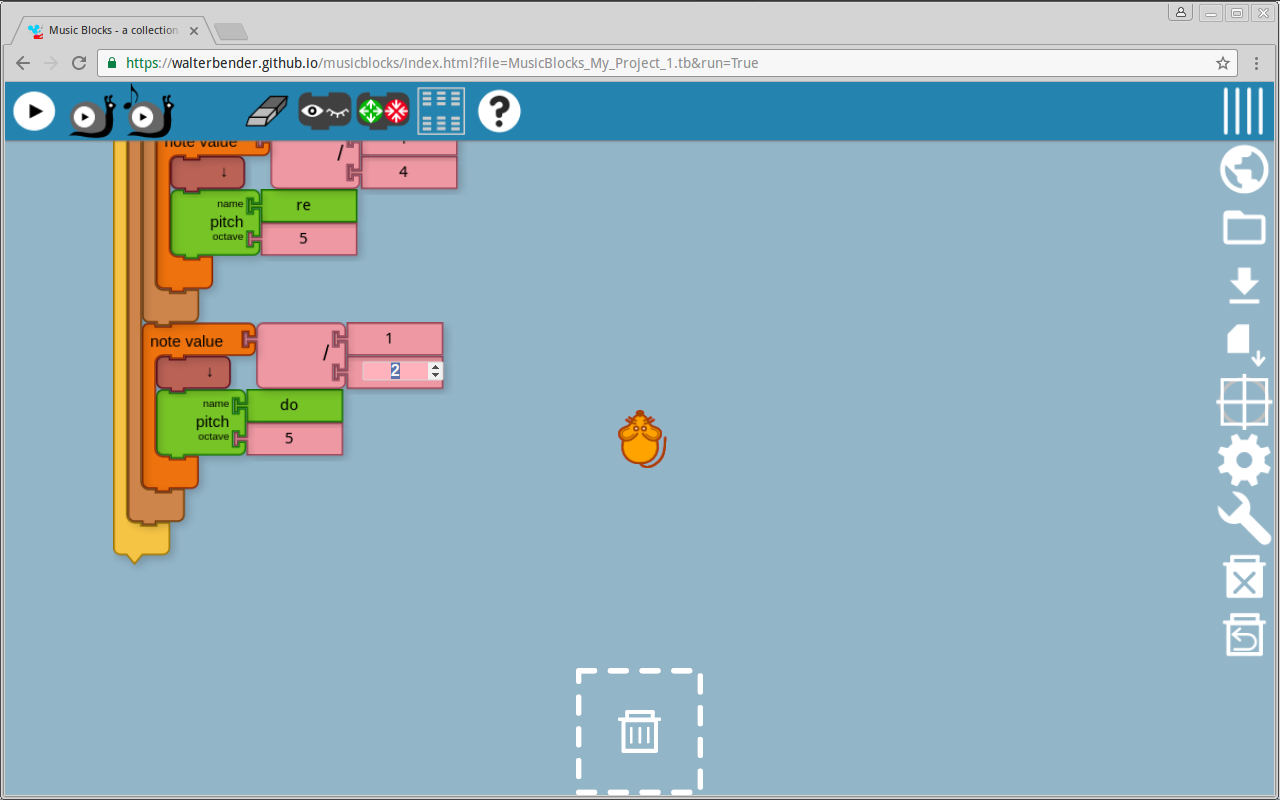 Music Blocks - a collection
https://walterbender.github.io/musicblocks/index.html?file=MusicBlocks_My_Project_1.tb&run=True
?
note value
/
↓
4
name
re
pitch
octave
5
note value
/
1
↓
2
name
do
pitch
octave
5